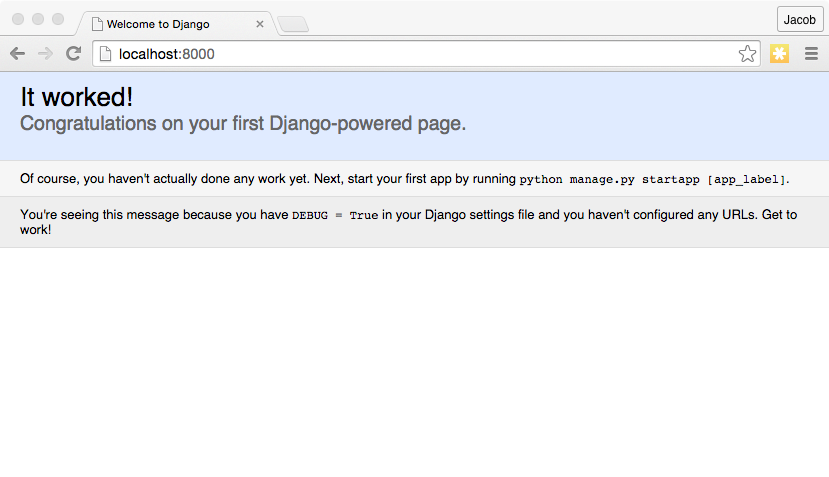 Welcome to Django
Jacob
localhost:8000
It worked!
Congratulations on your first Django-powered page.
Of course, you haven't actually done any work yet. Next, start your first app by running python manage.py startapp [app_label].
You're seeing this message because you have DEBUG = True in your Django settings file and you haven't configured any URLs. Get to
work!